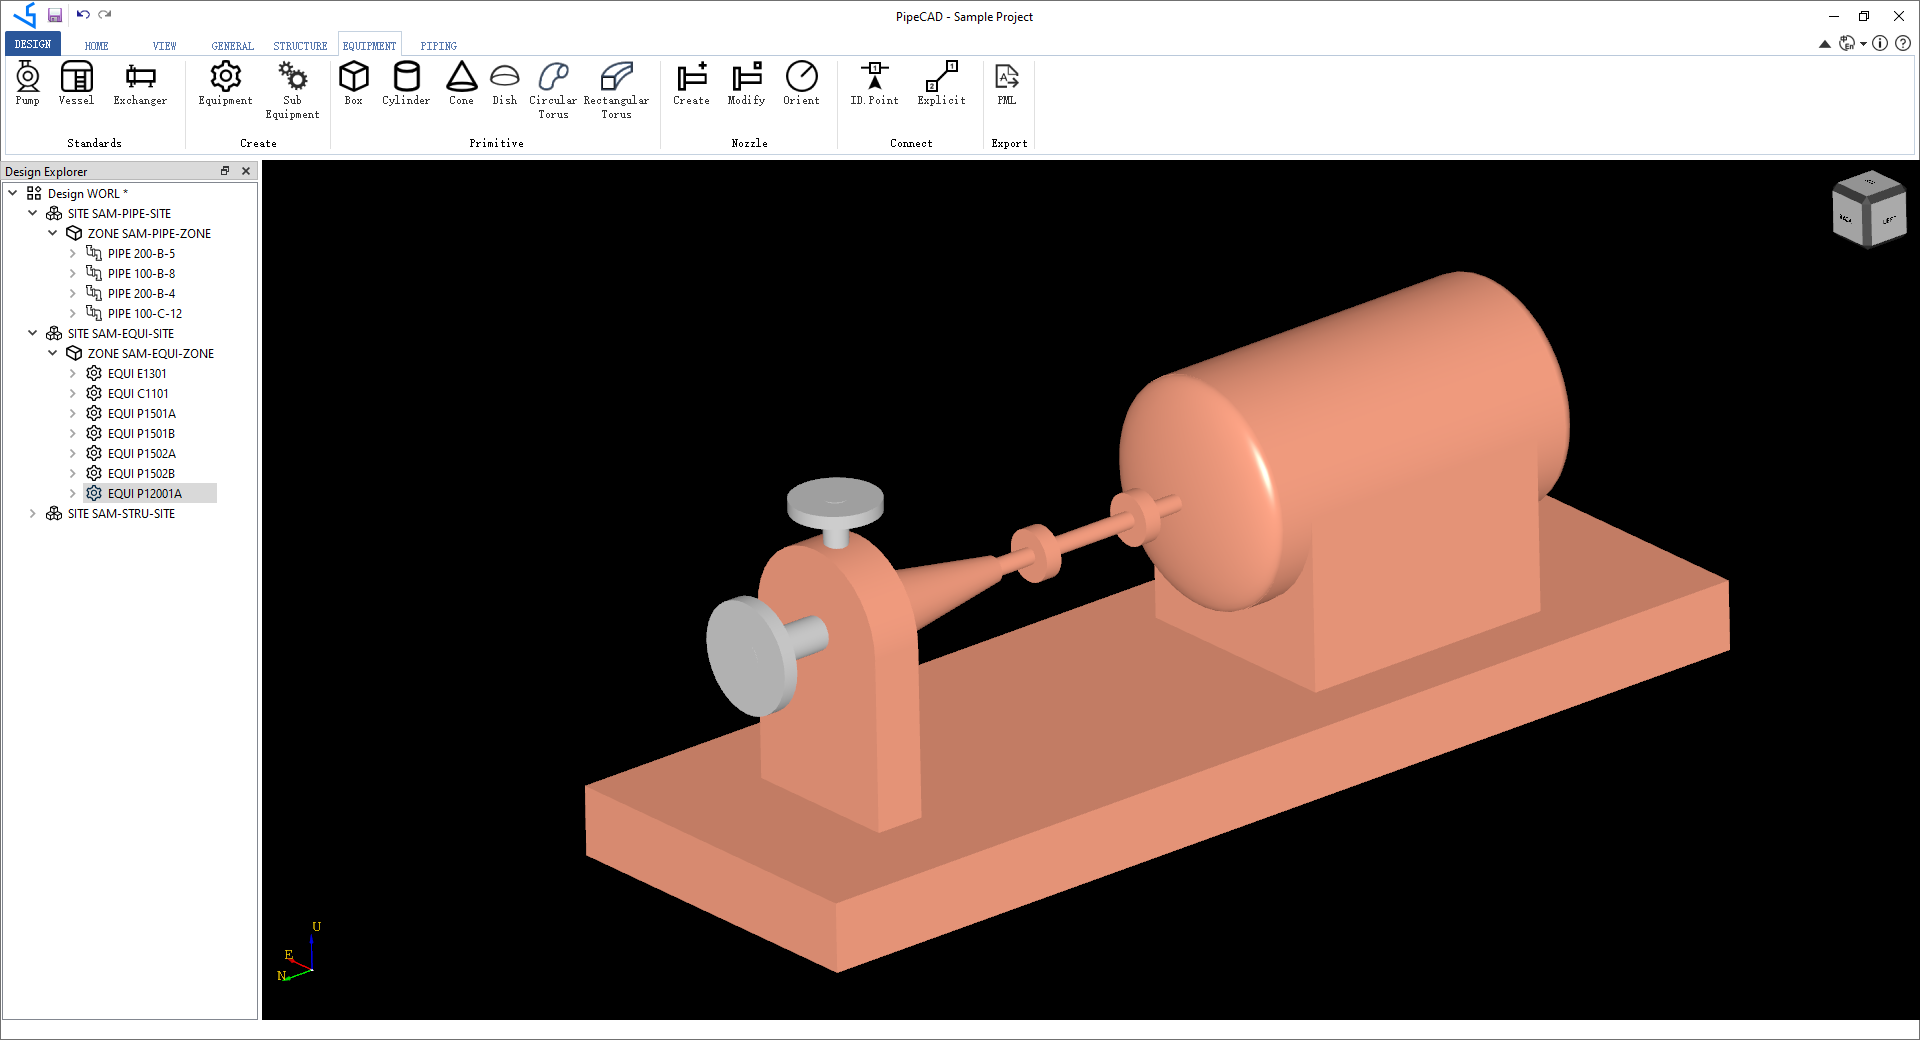 PipeCAD - Sample Project
DESIGN HOME VIEW GENERAL STRUCTURE EQUIPMENT PIPING
En
Pump Vessel Exchanger Equipment Sub Equipment Box Cylinder Cone Dish Circular Torus Rectangular Torus Create Modify Orient ID.Point Explicit PML
Standards Create Primitive Nozzle Connect Export
Design Explorer
Design WORL *
SITE SAM-PIPE-SITE
ZONE SAM-PIPE-ZONE
PIPE 200-B-5
PIPE 100-B-8
PIPE 200-B-4
PIPE 100-C-12
SITE SAM-EQUI-SITE
ZONE SAM-EQUI-ZONE
EQUI E1301
EQUI C1101
EQUI P1501A
EQUI P1501B
EQUI P1502A
EQUI P1502B
EQUI P12001A
SITE SAM-STRU-SITE
BACK LEFT
U
E
N